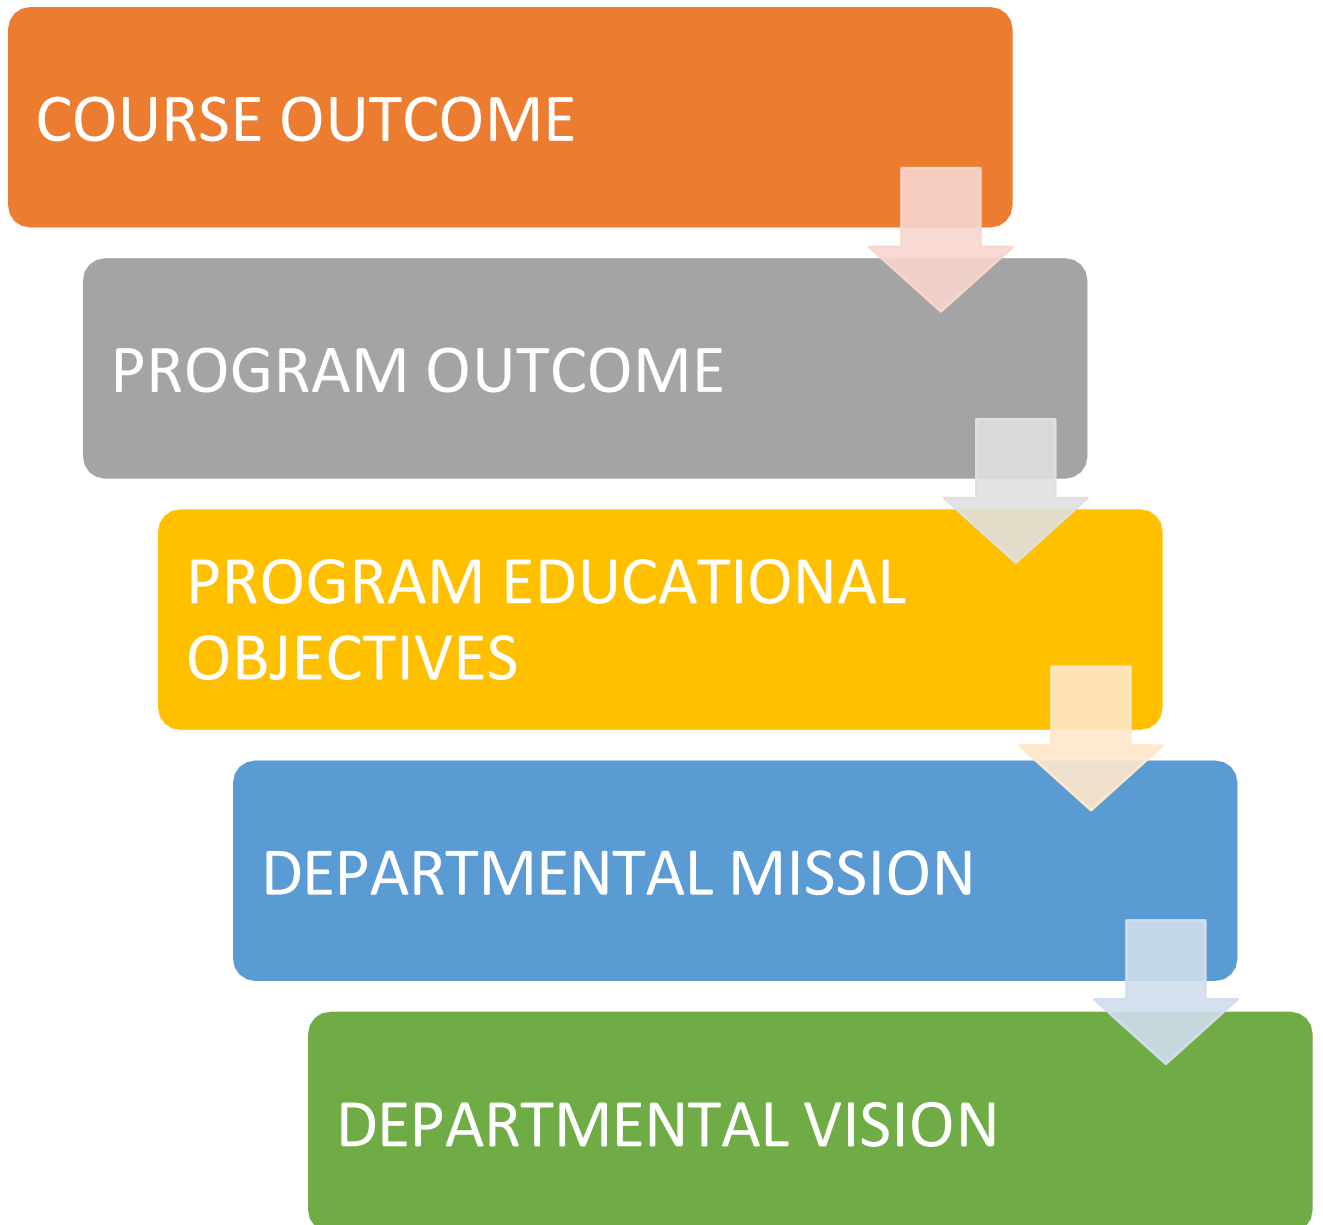 COURSE OUTCOME
PROGRAM OUTCOME
PROGRAM EDUCATIONAL
OBJECTIVES
DEPARTMENTAL MISSION
DEPARTMENTAL VISION